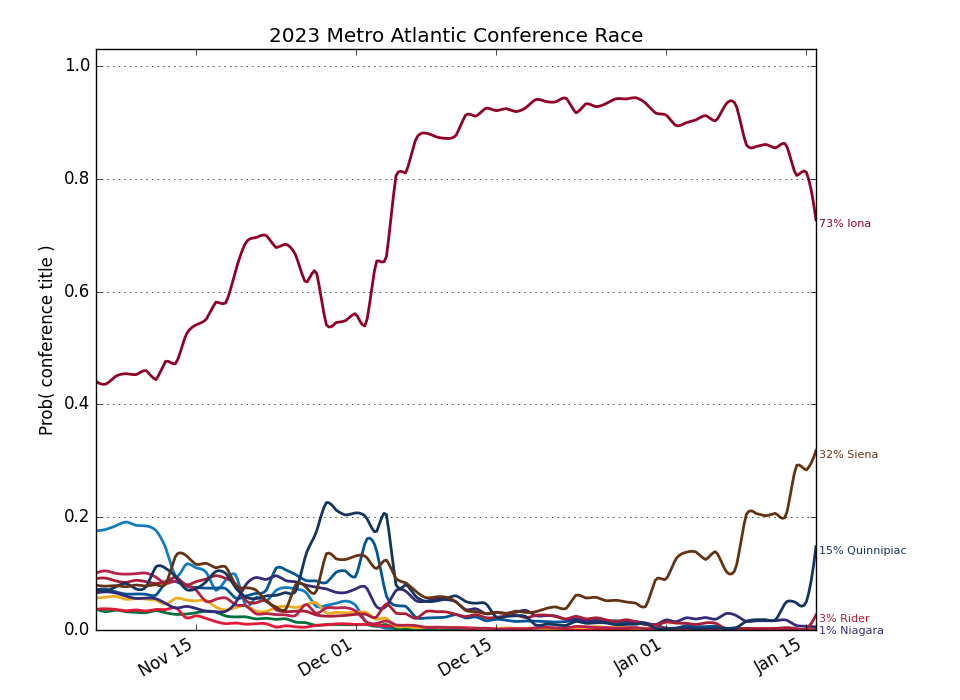 2023 Metro Atlantic Conference Race
1.0
0.8
0.6
0.4
0.2
0.0
Prob( conference title )
73% Iona
32% Siena
15% Quinnipiac
3% Rider
1% Niagara
Nov 15
Dec 01
Dec 15
Jan 01
Jan 15